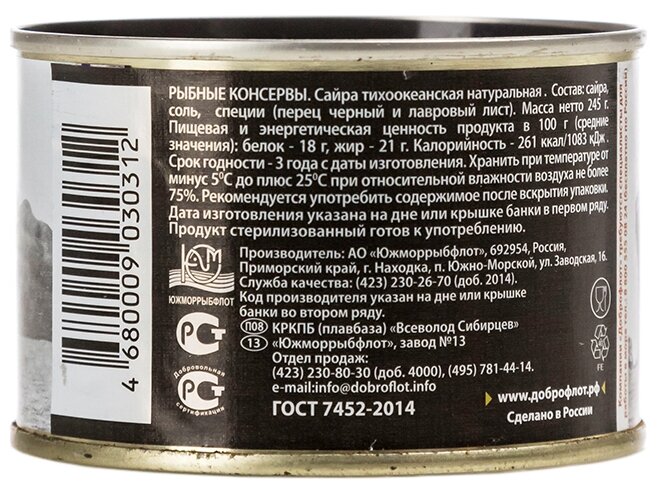 РЫБНЫЕ КОНСЕРВЫ. Сайра тихоокеанская натуральная . Состав: сайра,
соль, специи (перец черный и лавровый лист). Масса нетто 245 г.
Пищевая и энергетическая ценность продукта в 100 г (средние
значения): белок - 18 г, жир - 21 г. Калорийность - 261 ккал/1083 кДж .
Срок годности - 3 года с даты изготовления. Хранить при температуре от
минус 5⁰С до плюс 25⁰С при относительной влажности воздуха не более
75%. Рекомендуется употребить содержимое после вскрытия упаковки.
Дата изготовления указана на дне или крышке банки в первом ряду.
Продукт стерилизованный готов к употреблению.
Производитель: АО «Южморрыбфлот», 692954, Россия,
Приморский край, г. Находка, п. Южно-Морской, ул. Заводская, 16.
Служба качества: (423) 230-26-70 (доб. 2014).
Код производителя указан на дне или крышке
банки во втором ряду.
П08 КРКПБ (плавбаза) «Всеволод Сибирцев»
13 «Южморрыбфлот», завод №13
Отдел продаж:
(423) 230-80-30 (доб. 4000), (495) 781-44-14.
e-mail:info@dobroflot.info
ГОСТ 7452-2014
ЮЖМОРРЫБФЛОТ
РСТ
Добровольная
РСТ
сертификации
4 680009 030312
40
FE
www.доброфлот.рф
Сделано в России